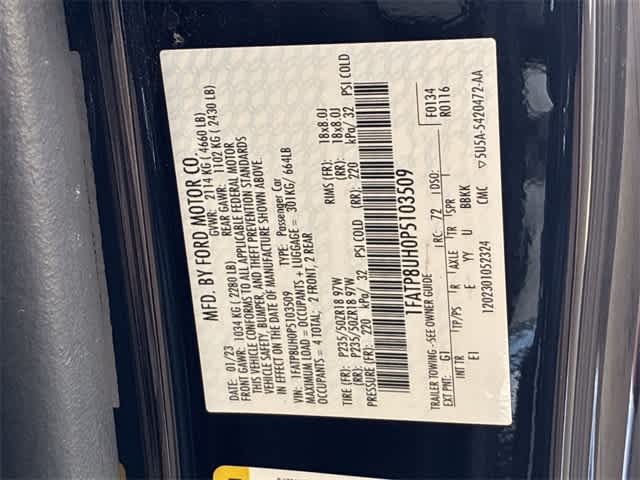 MFD. BY FORD MOTOR CO.
DATE: 01/23 GVWR: 2114 KG ( 4660 LB)
FRONT GAWR: 1034 KG ( 2280 LB) REAR GAWR: 1102 KG ( 2430 LB)
THIS VEHICLE CONFORMS TO ALL APPLICABLE FEDERAL MOTOR
VEHICLE SAFETY, BUMPER, AND THEFT PREVENTION STANDARDS
IN EFFECT ON THE DATE OF MANUFACTURE SHOWN ABOVE.
VIN: 1FATP8UH0P5103509 TYPE: Passenger Car
MAXIMUM LOAD = OCCUPANTS + LUGGAGE = 301KG/ 664LB
OCCUPANTS = 4 TOTAL; 2 FRONT, 2 REAR
TIRE (FR): P235/50ZR18 97W RIMS (FR): 18x8.0J
(RR): P235/50ZR18 97W (RR): 18x8.0J
PRESSURE (FR): 220 kPa/ 32 PSI COLD (RR): 220 kPa/ 32 PSI COLD
1FATP8UH0P5103509
TRAILER TOWING - SEE OWNER GUIDE F0134
EXT PNT: G1 RC: 72 DSO: R0116
INT TR TP/PS R AXLE TR SPR
EI YY U BBKK
1202301052324 CMC ▽5U5A-5420472-AA